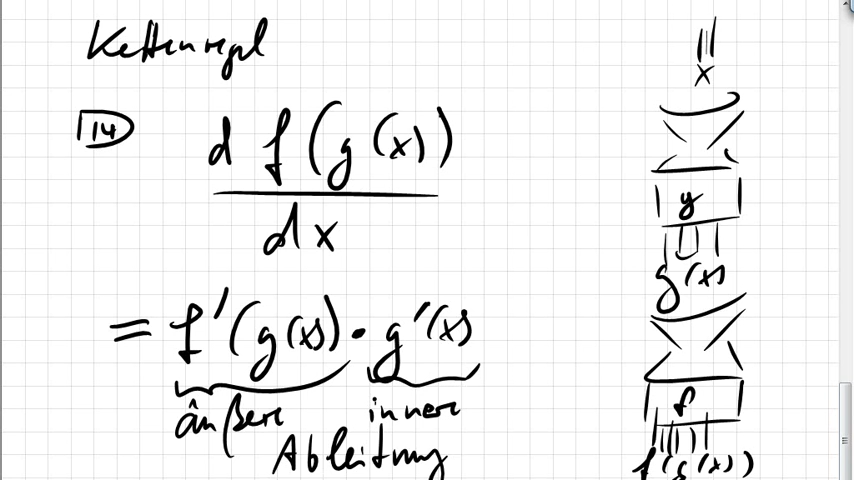 Kettenregel
14
d f(g(x))
dx
= f'(g(x)) · g'(x)
äußere innere
Ableitung
x
g
g(x)
f
f(g(x))